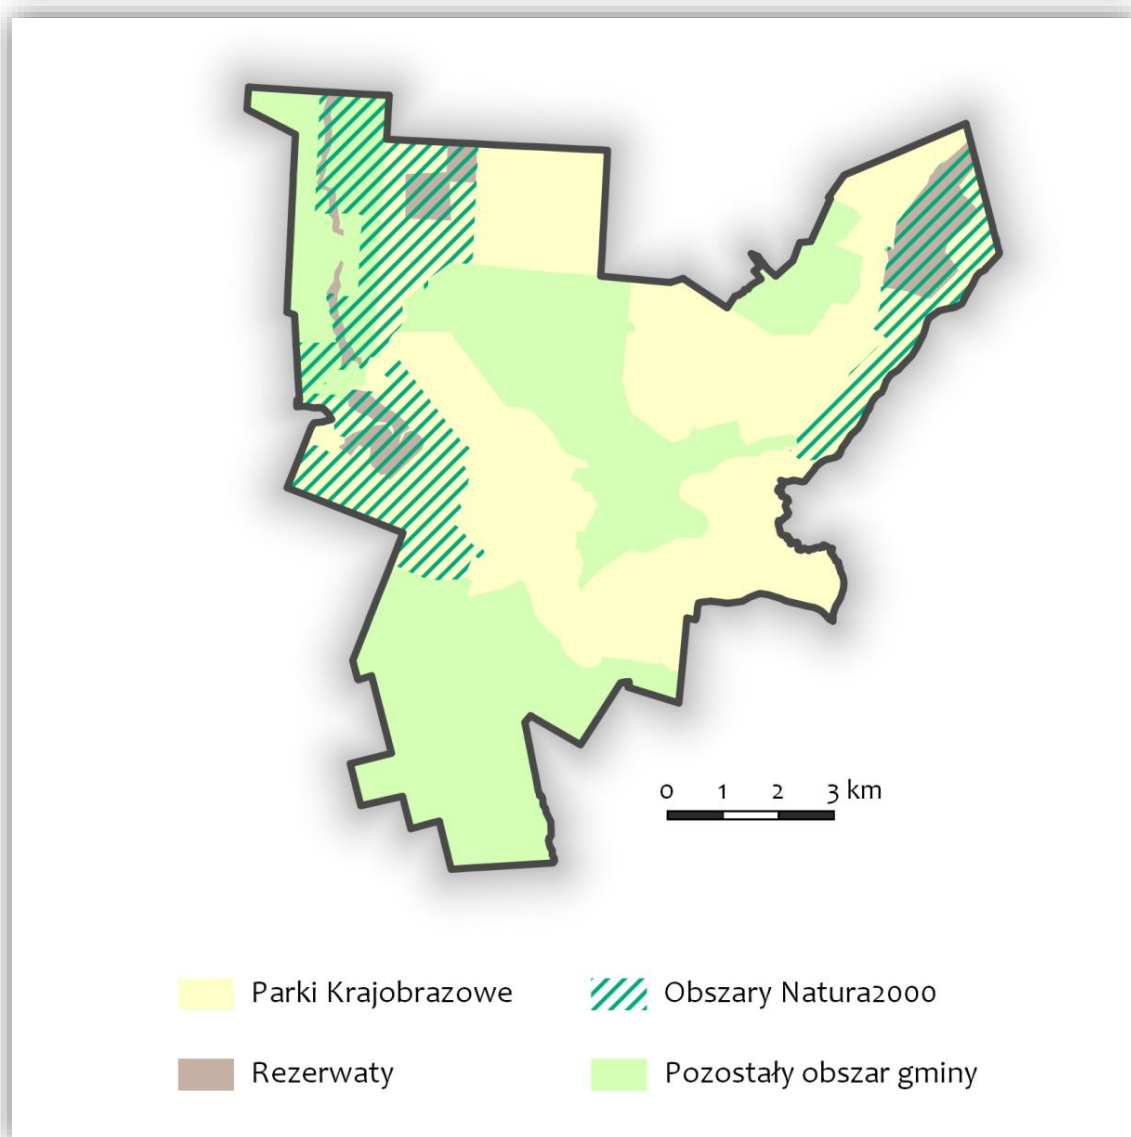 0 1 2 3 km
Parki Krajobrazowe
Obszary Natura2000
Rezerwaty
Pozostały obszar gminy